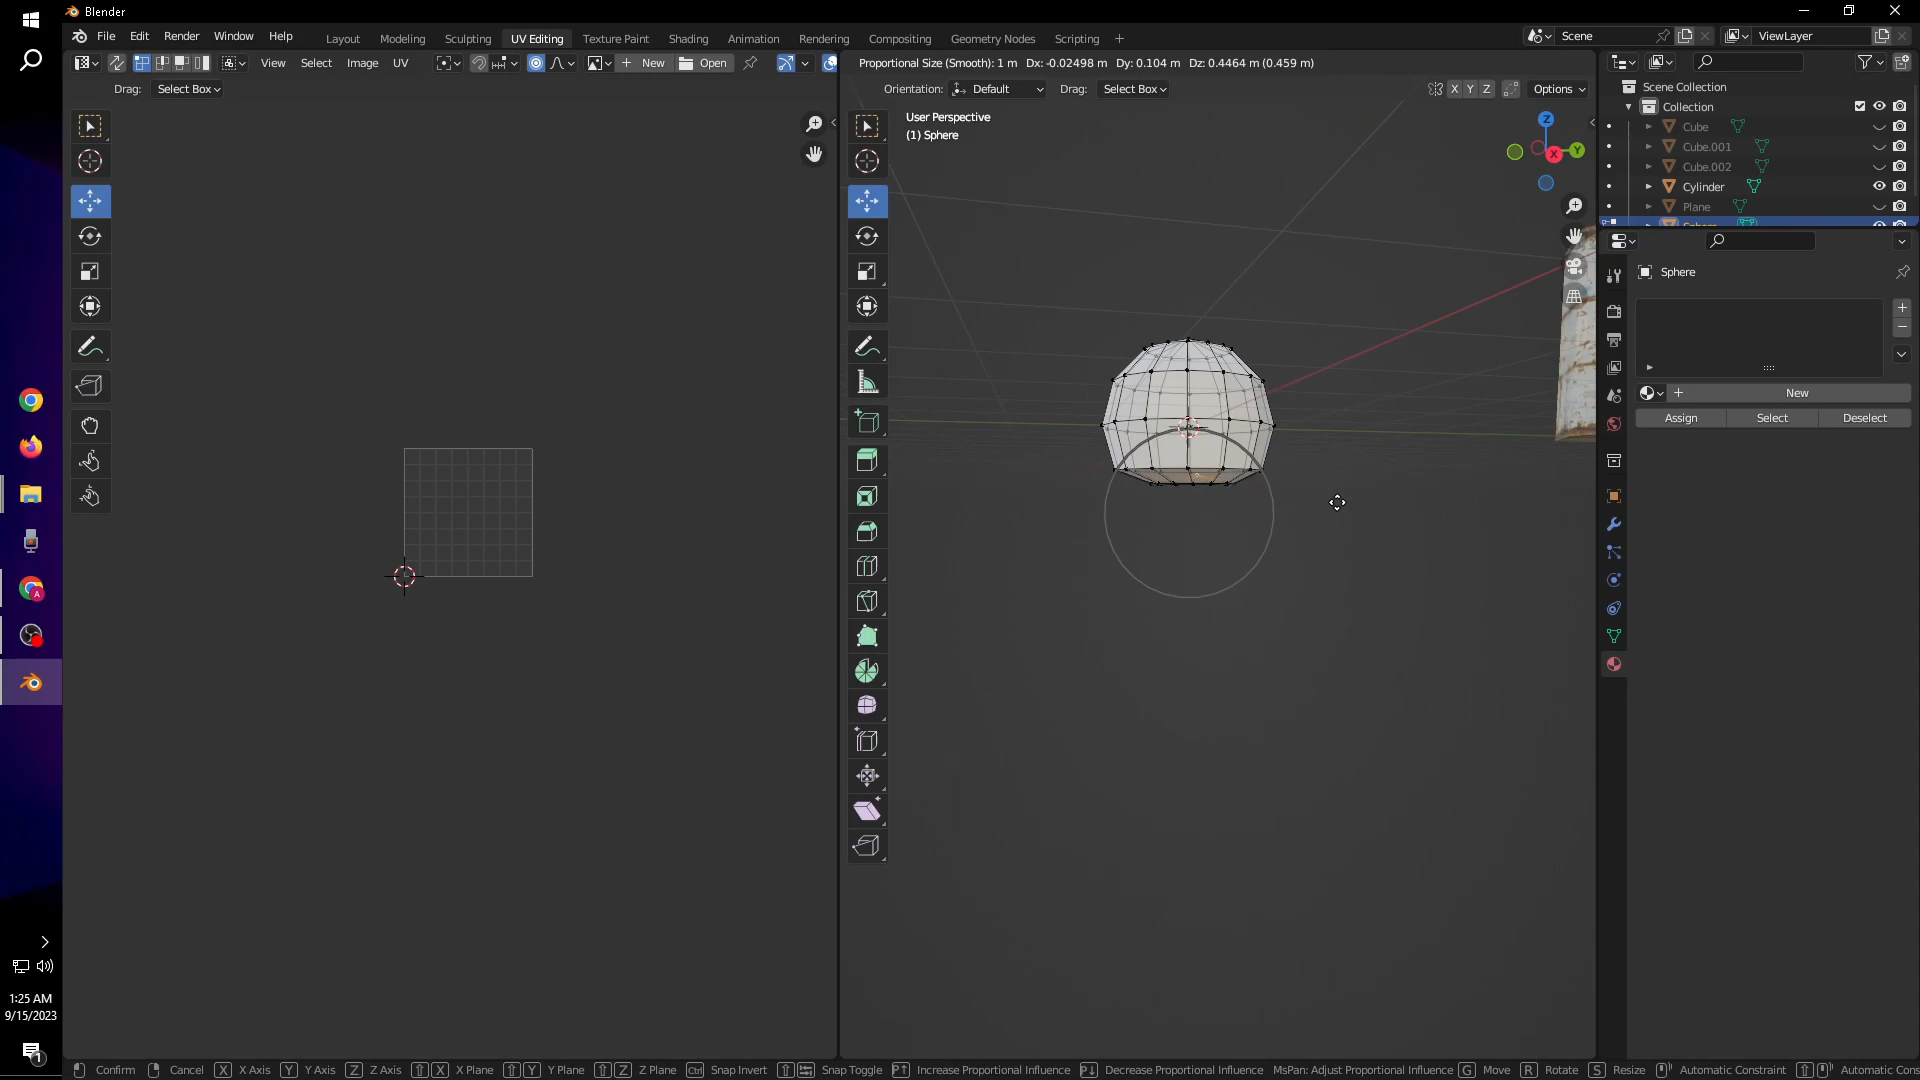 Blender
File Edit Render Window Help
Layout Modeling Sculpting UV Editing Texture Paint Shading Animation Rendering Compositing Geometry Nodes Scripting +
Scene
ViewLayer
View Select Image UV
New
Open
Proportional Size (Smooth): 1 m Dx: -0.02498 m Dy: 0.104 m Dz: 0.4464 m (0.459 m)
Drag: Select Box
Orientation: Default Drag: Select Box
X Y Z
Options
User Perspective
(1) Sphere
Z
X
Y
Scene Collection
Collection
Cube
Cube.001
Cube.002
Cylinder
Plane
Sphere
Sphere
New
Assign Select Deselect
A
1:25 AM
9/15/2023
1
Confirm Cancel X X Axis Y Y Axis Z Z Axis X X Plane Y Y Plane Z Z Plane Ctrl Snap Invert Snap Toggle Increase Proportional Influence Decrease Proportional Influence MsPan: Adjust Proportional Influence G Move R Rotate S Resize Automatic Constraint Automatic Cons